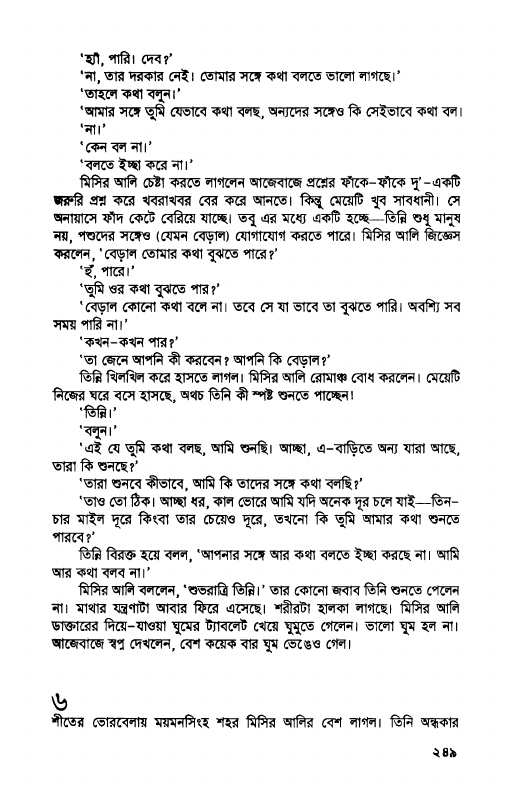 ‘হ্যাঁ, পারি। দেব?’
‘না, তার দরকার নেই। তোমার সঙ্গে কথা বলতে ভালো লাগছে।’
‘তাহলে কথা বলুন।’
‘আমার সঙ্গে তুমি যেভাবে কথা বলছ, অন্যদের সঙ্গেও কি সেইভাবে কথা বল।
‘না।’
‘কেন বল না।’
‘বলতে ইচ্ছা করে না।’
মিসির আলি চেষ্টা করতে লাগলেন আজেবাজে প্রশ্নের ফাঁকে-ফাঁকে দু’-একটি
জরুরি প্রশ্ন করে খবরাখবর বের করে আনতে। কিন্তু মেয়েটি খুব সাবধানী। সে
অনায়াসে ফাঁদ কেটে বেরিয়ে যাচ্ছে। তবু এর মধ্যে একটি হচ্ছে—তিন্নি শুধু মানুষ
নয়, পশুদের সঙ্গেও (যেমন বেড়াল) যোগাযোগ করতে পারে। মিসির আলি জিজ্ঞেস
করলেন, ‘বেড়াল তোমার কথা বুঝতে পারে?’
‘হুঁ, পারে।’
‘তুমি ওর কথা বুঝতে পার?’
‘বেড়াল কোনো কথা বলে না। তবে সে যা ভাবে তা বুঝতে পারি। অবশ্যি সব
সময় পারি না।’
‘কখন-কখন পার?’
‘তা জেনে আপনি কী করবেন? আপনি কি বেড়াল?’
তিন্নি খিলখিল করে হাসতে লাগল। মিসির আলি রোমাঞ্চ বোধ করলেন। মেয়েটি
নিজের ঘরে বসে হাসছে, অথচ তিনি কী স্পষ্ট শুনতে পাচ্ছেন!
‘তিন্নি।’
‘বলুন।’
‘এই যে তুমি কথা বলছ, আমি শুনছি। আচ্ছা, এ-বাড়িতে অন্য যারা আছে,
তারা কি শুনছে?’
‘তারা শুনবে কীভাবে, আমি কি তাদের সঙ্গে কথা বলছি?’
‘তাও তো ঠিক। আচ্ছা ধর, কাল ভোরে আমি যদি অনেক দূর চলে যাই—তিন-
চার মাইল দূরে কিংবা তার চেয়েও দূরে, তখনো কি তুমি আমার কথা শুনতে
পারবে?’
তিন্নি বিরক্ত হয়ে বলল, ‘আপনার সঙ্গে আর কথা বলতে ইচ্ছা করছে না। আমি
আর কথা বলব না।’
মিসির আলি বললেন, ‘শুভরাত্রি তিন্নি।’ তার কোনো জবাব তিনি শুনতে পেলেন
না। মাথার যন্ত্রণাটা আবার ফিরে এসেছে। শরীরটা হালকা লাগছে। মিসির আলি
ডাক্তারের দিয়ে-যাওয়া ঘুমের ট্যাবলেট খেয়ে ঘুমুতে গেলেন। ভালো ঘুম হল না।
আজেবাজে স্বপ্ন দেখলেন, বেশ কয়েক বার ঘুম ভেঙেও গেল।
৬
শীতের ভোরবেলায় ময়মনসিংহ শহর মিসির আলির বেশ লাগল। তিনি অন্ধকার
২৪৯